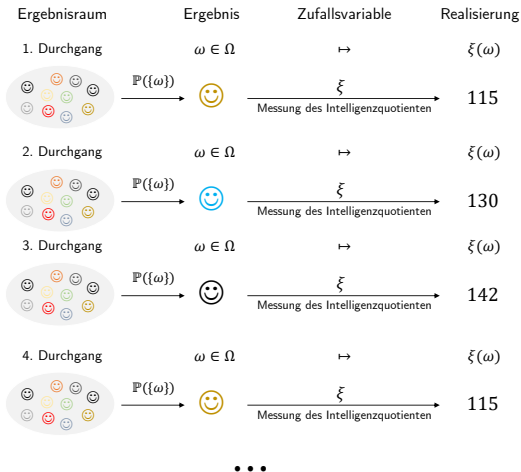 Ergebnisraum Ergebnis Zufallsvariable Realisierung
1. Durchgang ω ∈ Ω ↦ ξ(ω)
ℙ({ω}) ξ 115
Messung des Intelligenzquotienten
2. Durchgang ω ∈ Ω ↦ ξ(ω)
ℙ({ω}) ξ 130
Messung des Intelligenzquotienten
3. Durchgang ω ∈ Ω ↦ ξ(ω)
ℙ({ω}) ξ 142
Messung des Intelligenzquotienten
4. Durchgang ω ∈ Ω ↦ ξ(ω)
ℙ({ω}) ξ 115
Messung des Intelligenzquotienten
• • •